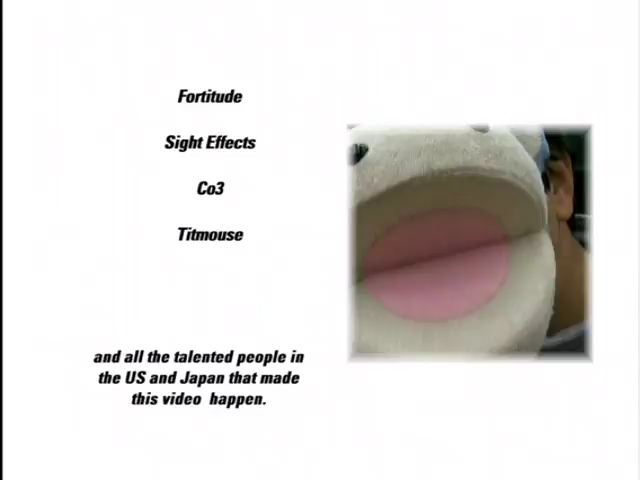 Fortitude
Sight Effects
Co3
Titmouse
and all the talented people in
the US and Japan that made
this video happen.